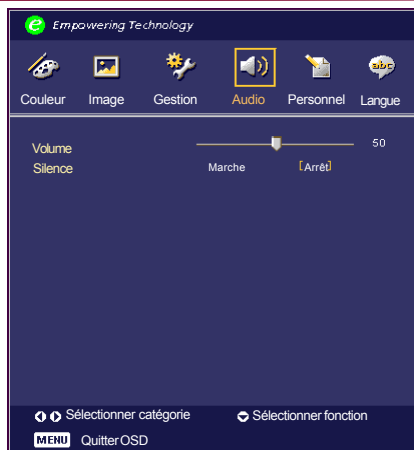 e Empowering Technology
Couleur Image Gestion Audio Personnel Langue
abc
Volume 50
Silence Marche [Arrêt]
Sélectionner catégorie Sélectionner fonction
MENU Quitter OSD